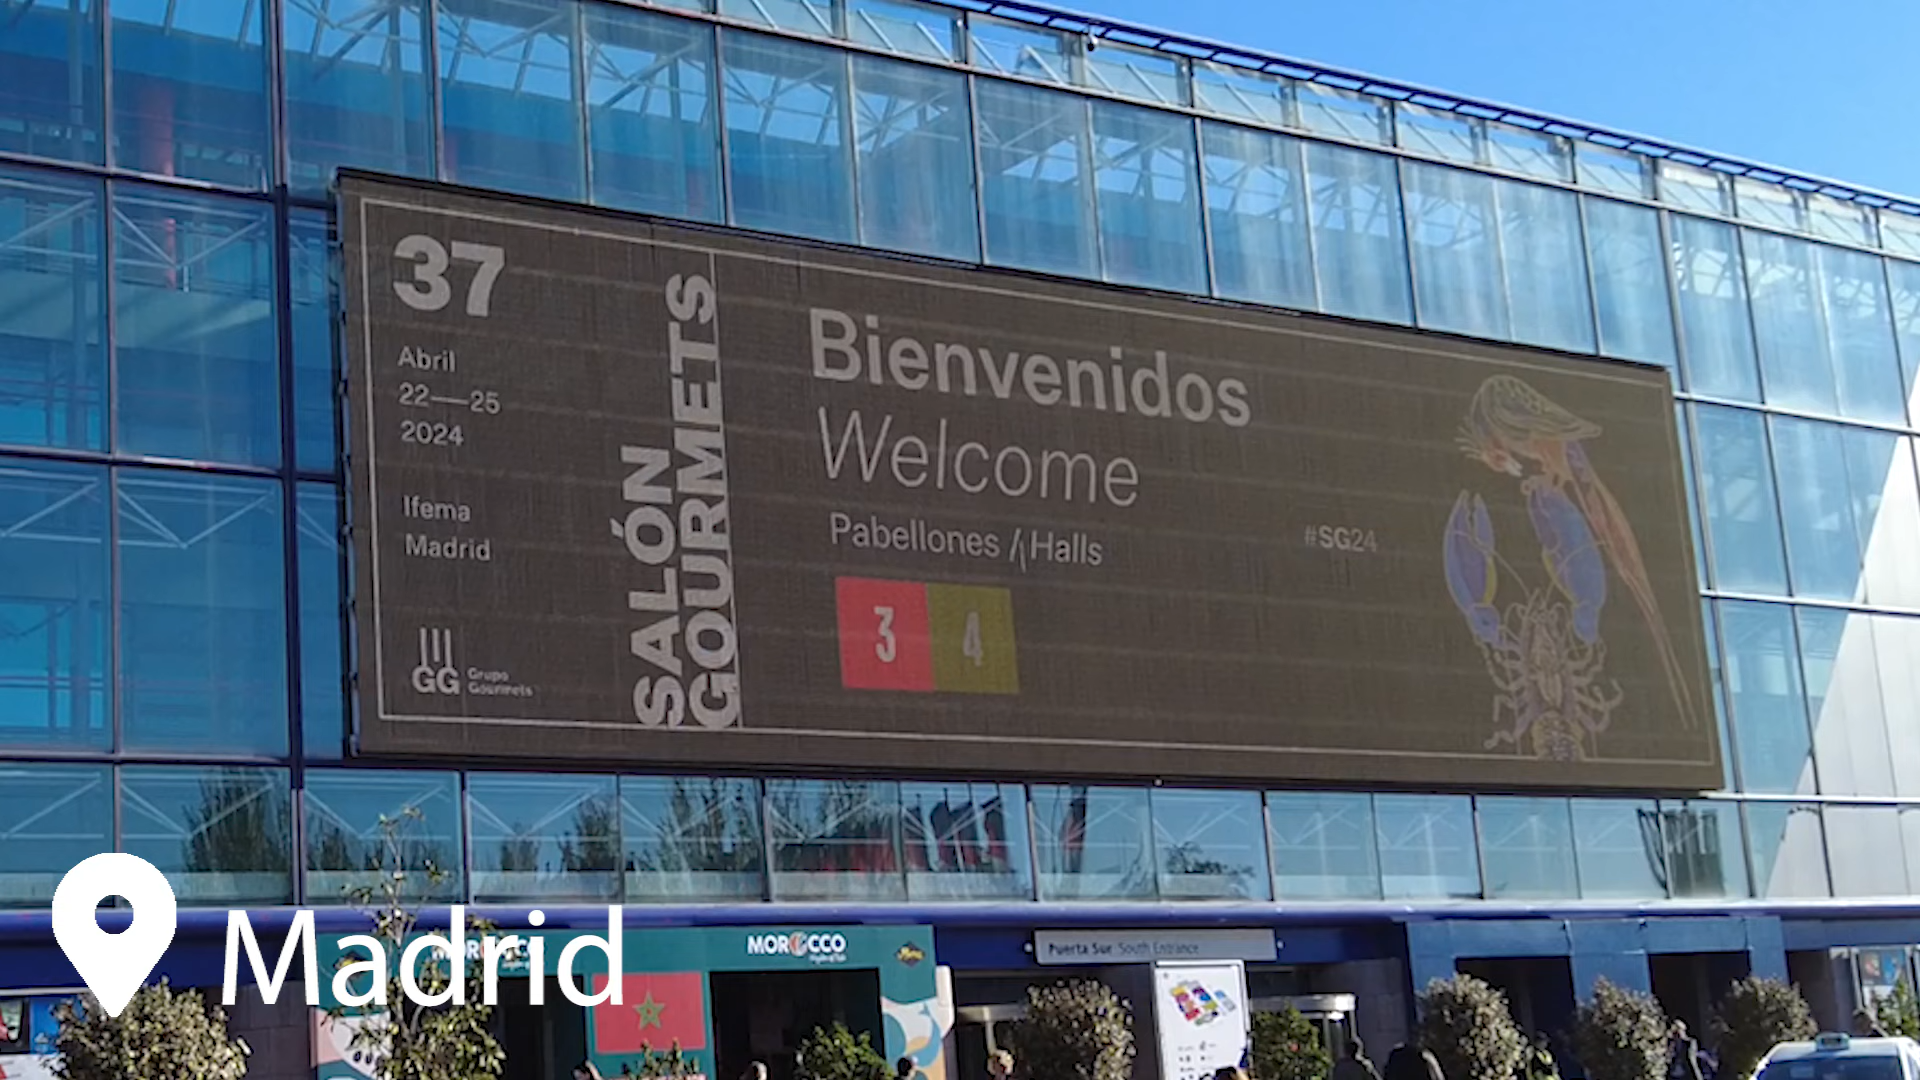 37
Abril
22—25
2024
Ifema
Madrid
GG Grupo
Gourmets
SALÓN
GOURMETS
Bienvenidos
Welcome
Pabellones /\ Halls
3 4
#SG24
Madrid
MOROCCO
Puerta Sur South Entrance